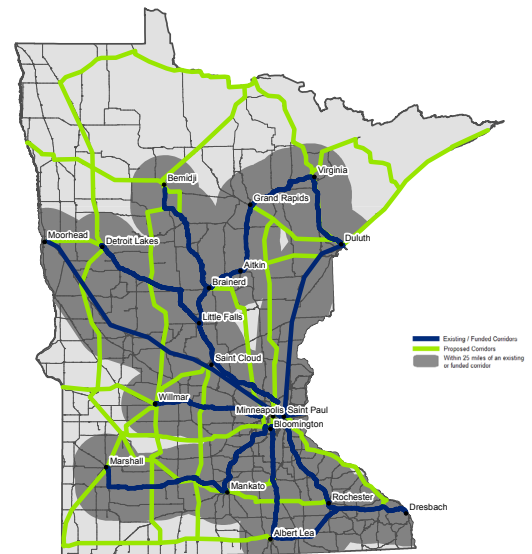 Virginia
Bemidji
Grand Rapids
Moorhead
Detroit Lakes
Duluth
Aitkin
Brainerd
Little Falls
Existing / Funded Corridors
Proposed Corridors
Within 25 miles of an existing
or funded corridor
Saint Cloud
Willmar
Minneapolis Saint Paul
Bloomington
Marshall
Mankato
Rochester
Dresbach
Albert Lea